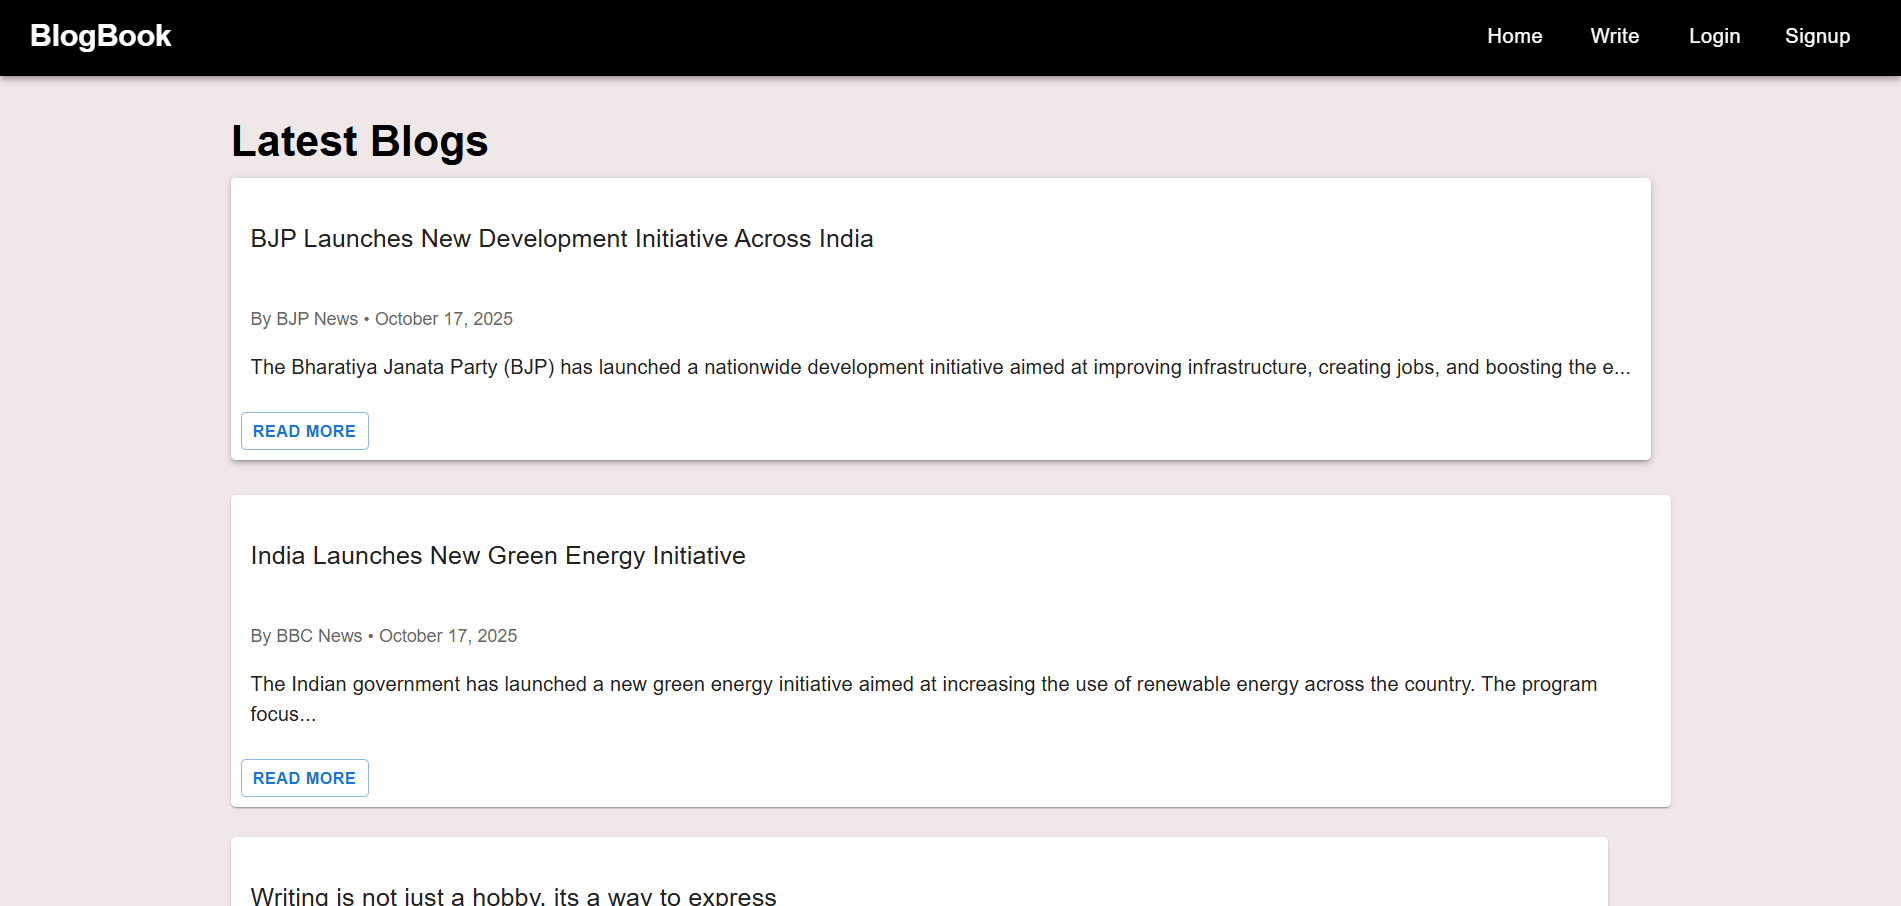 BlogBook
Home Write Login Signup
Latest Blogs
BJP Launches New Development Initiative Across India
By BJP News • October 17, 2025
The Bharatiya Janata Party (BJP) has launched a nationwide development initiative aimed at improving infrastructure, creating jobs, and boosting the e...
READ MORE
India Launches New Green Energy Initiative
By BBC News • October 17, 2025
The Indian government has launched a new green energy initiative aimed at increasing the use of renewable energy across the country. The program
focus...
READ MORE
Writing is not just a hobby, its a way to express